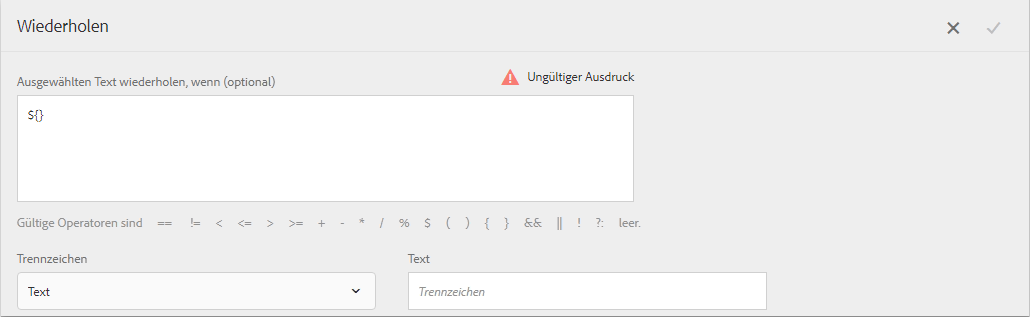 Wiederholen
Ausgewählten Text wiederholen, wenn (optional) Ungültiger Ausdruck
${}
Gültige Operatoren sind == != < <= > >= + - * / % $ ( ) { } && || ! ?: leer.
Trennzeichen Text
Text Trennzeichen